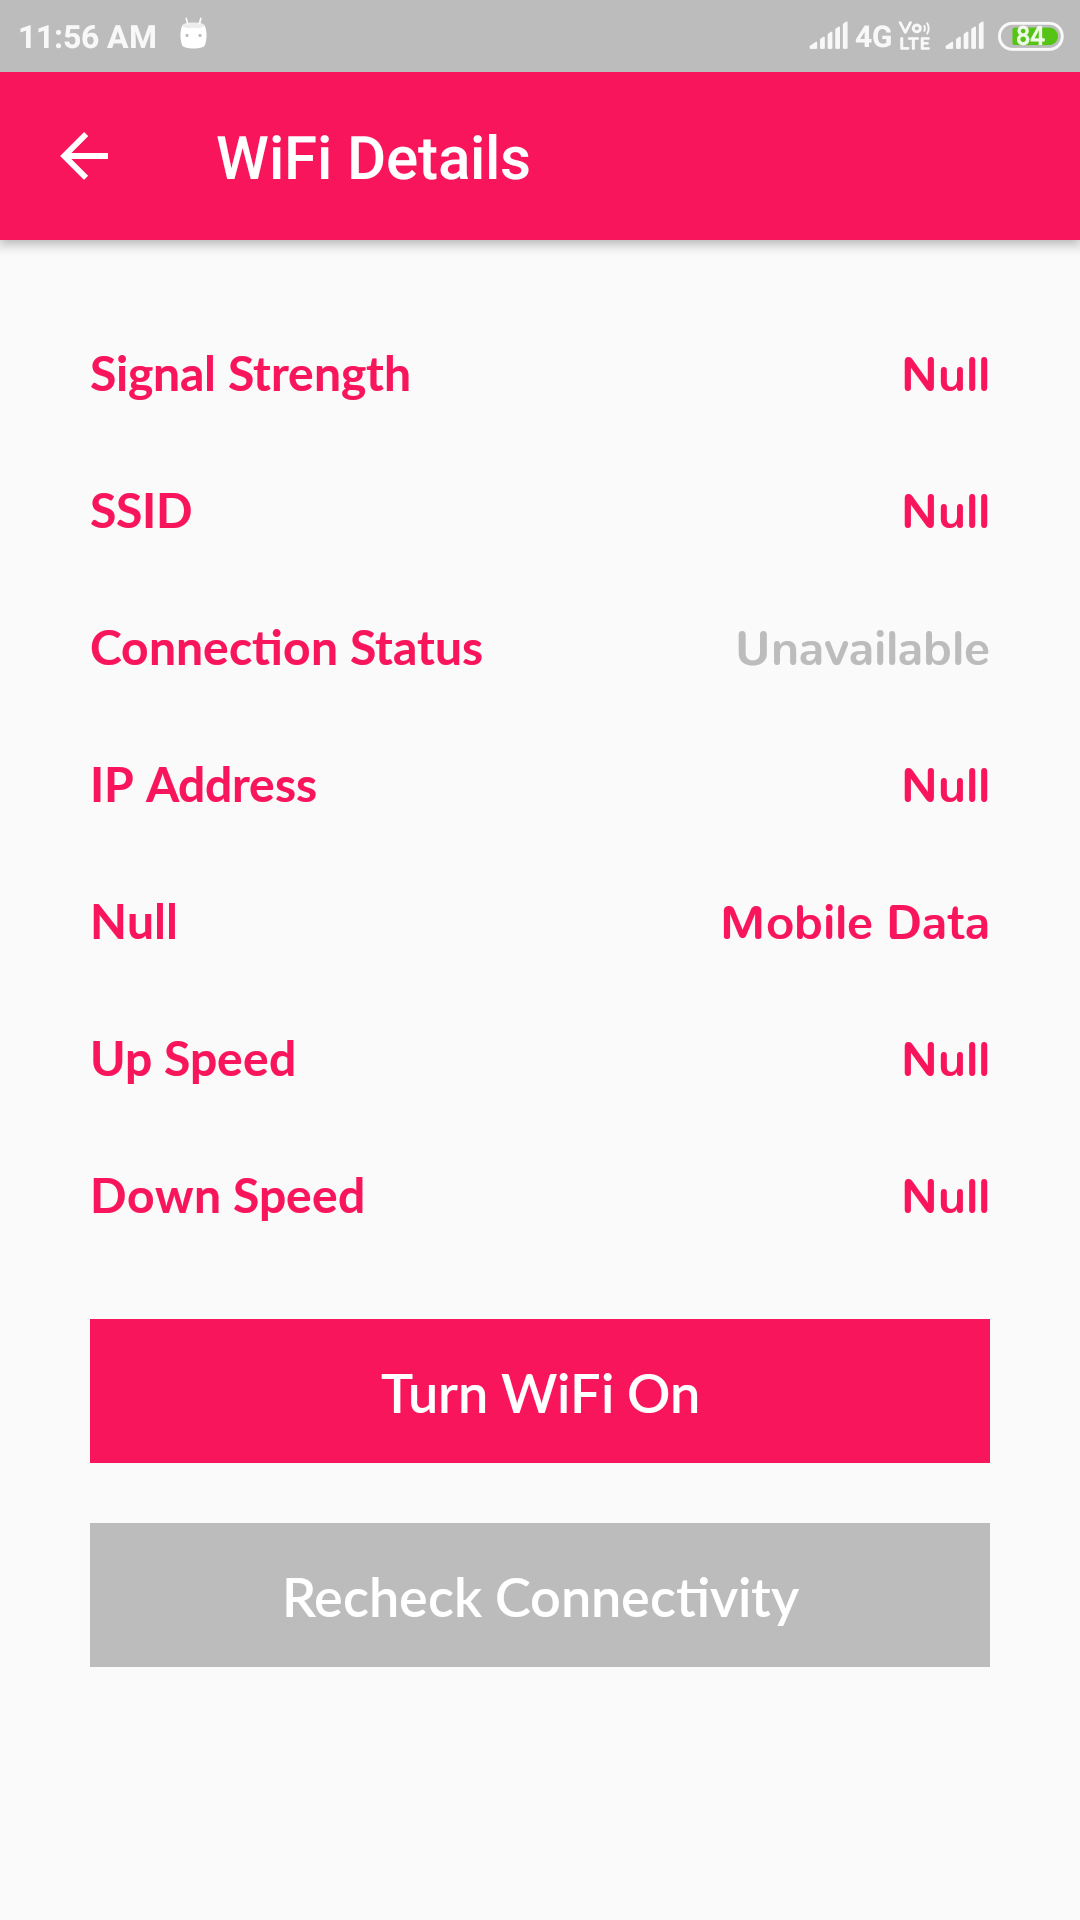 11:56 AM 4G Vo)) LTE 84
WiFi Details
Signal Strength Null
SSID Null
Connection Status Unavailable
IP Address Null
Null Mobile Data
Up Speed Null
Down Speed Null
Turn WiFi On
Recheck Connectivity